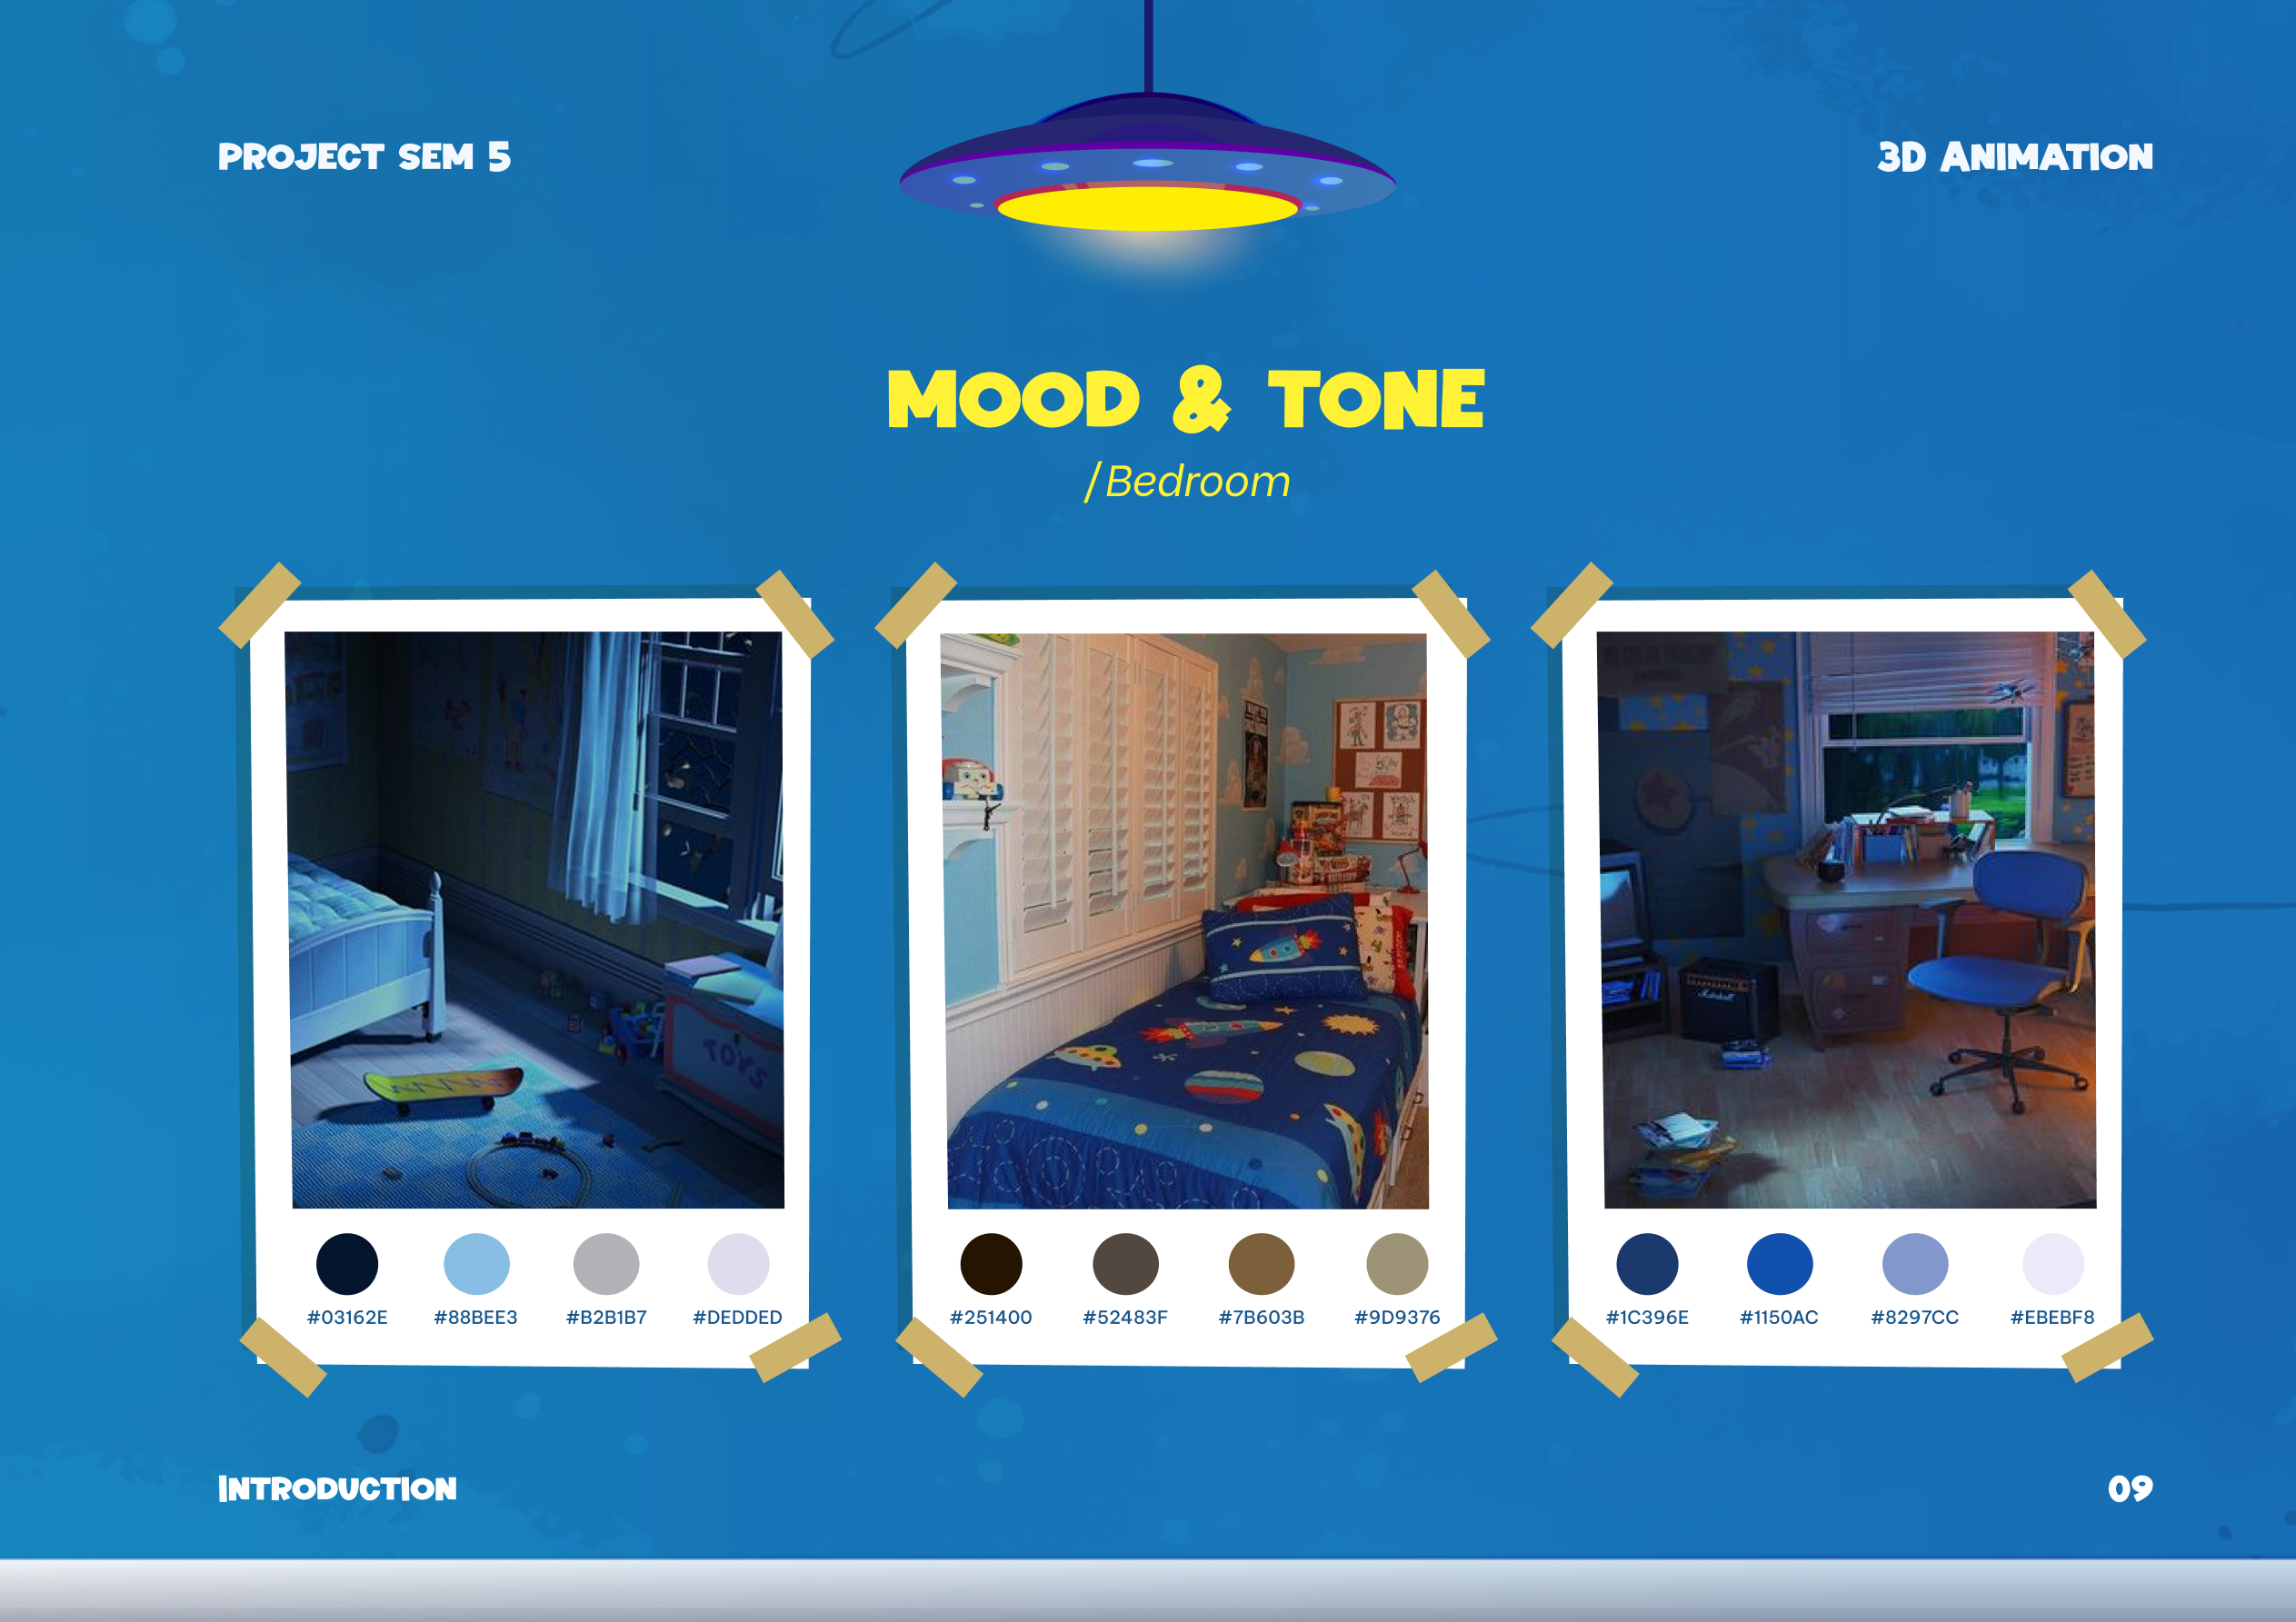 PROJECT SEM 5
3D ANIMATION
MOOD & TONE
/Bedroom
TOYS
Marshall
#03162E #88BEE3 #B2B1B7 #DEDDED
#251400 #52483F #7B603B #9D9376
#1C396E #1150AC #8297CC #EBEBF8
INTRODUCTION
09